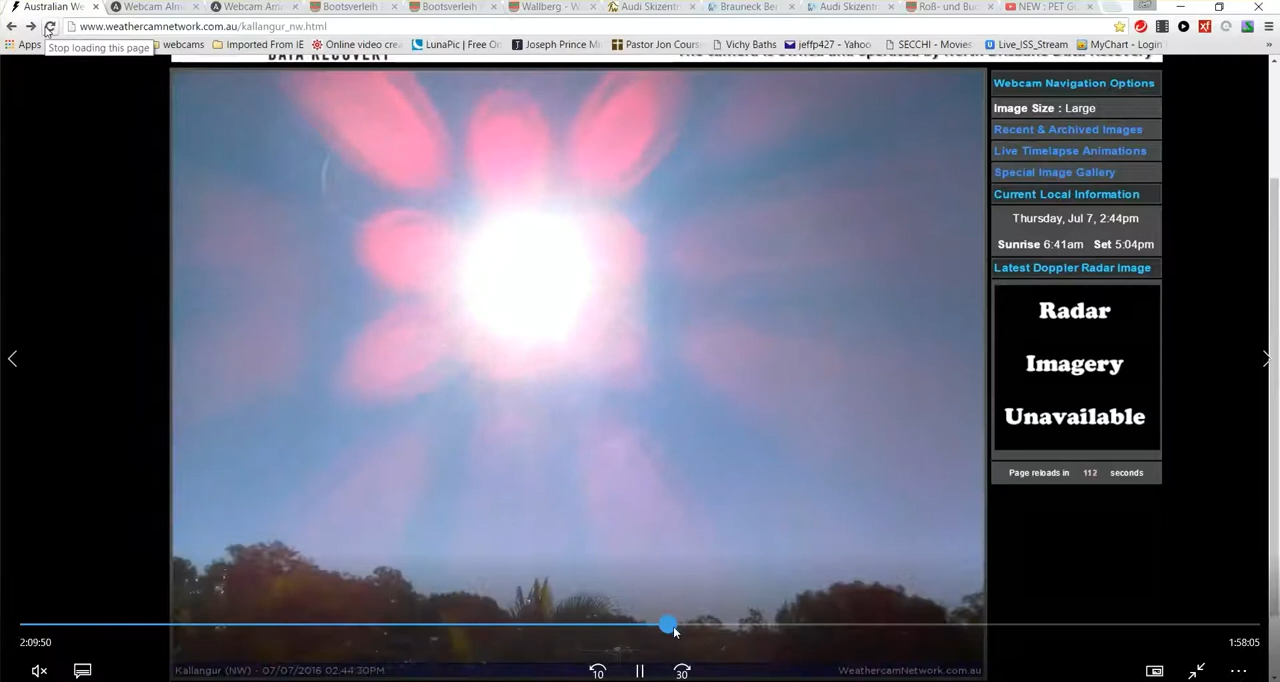 Australian We
Webcam Alm
Webcam Am
Bootsverleih
Bootsverleih
Wallberg - W
Audi Skizentr
Brauneck Be
Audi Skizentr
Roß- und Bu
NEW : PET G
www.weathercamnetwork.com.au/kallangur_nw.html
Apps
webcams
Imported From IE
Online video crea
LunaPic | Free On
Joseph Prince Mi
Pastor Jon Cours
Vichy Baths
jeffp427 - Yahoo
SECCHI - Movies
Live_ISS_Stream
MyChart - Login
Stop loading this page
DATA RECOVERY
Webcam Navigation Options
Image Size : Large
Recent & Archived Images
Live Timelapse Animations
Special Image Gallery
Current Local Information
Thursday, Jul 7, 2:44pm
Sunrise 6:41am Set 5:04pm
Latest Doppler Radar Image
Radar
Imagery
Unavailable
Page reloads in 112 seconds
2:09:50
1:58:05
10
30
Kallangur (NW) - 07/07/2016 02:44:30PM
WeathercamNetwork.com.au